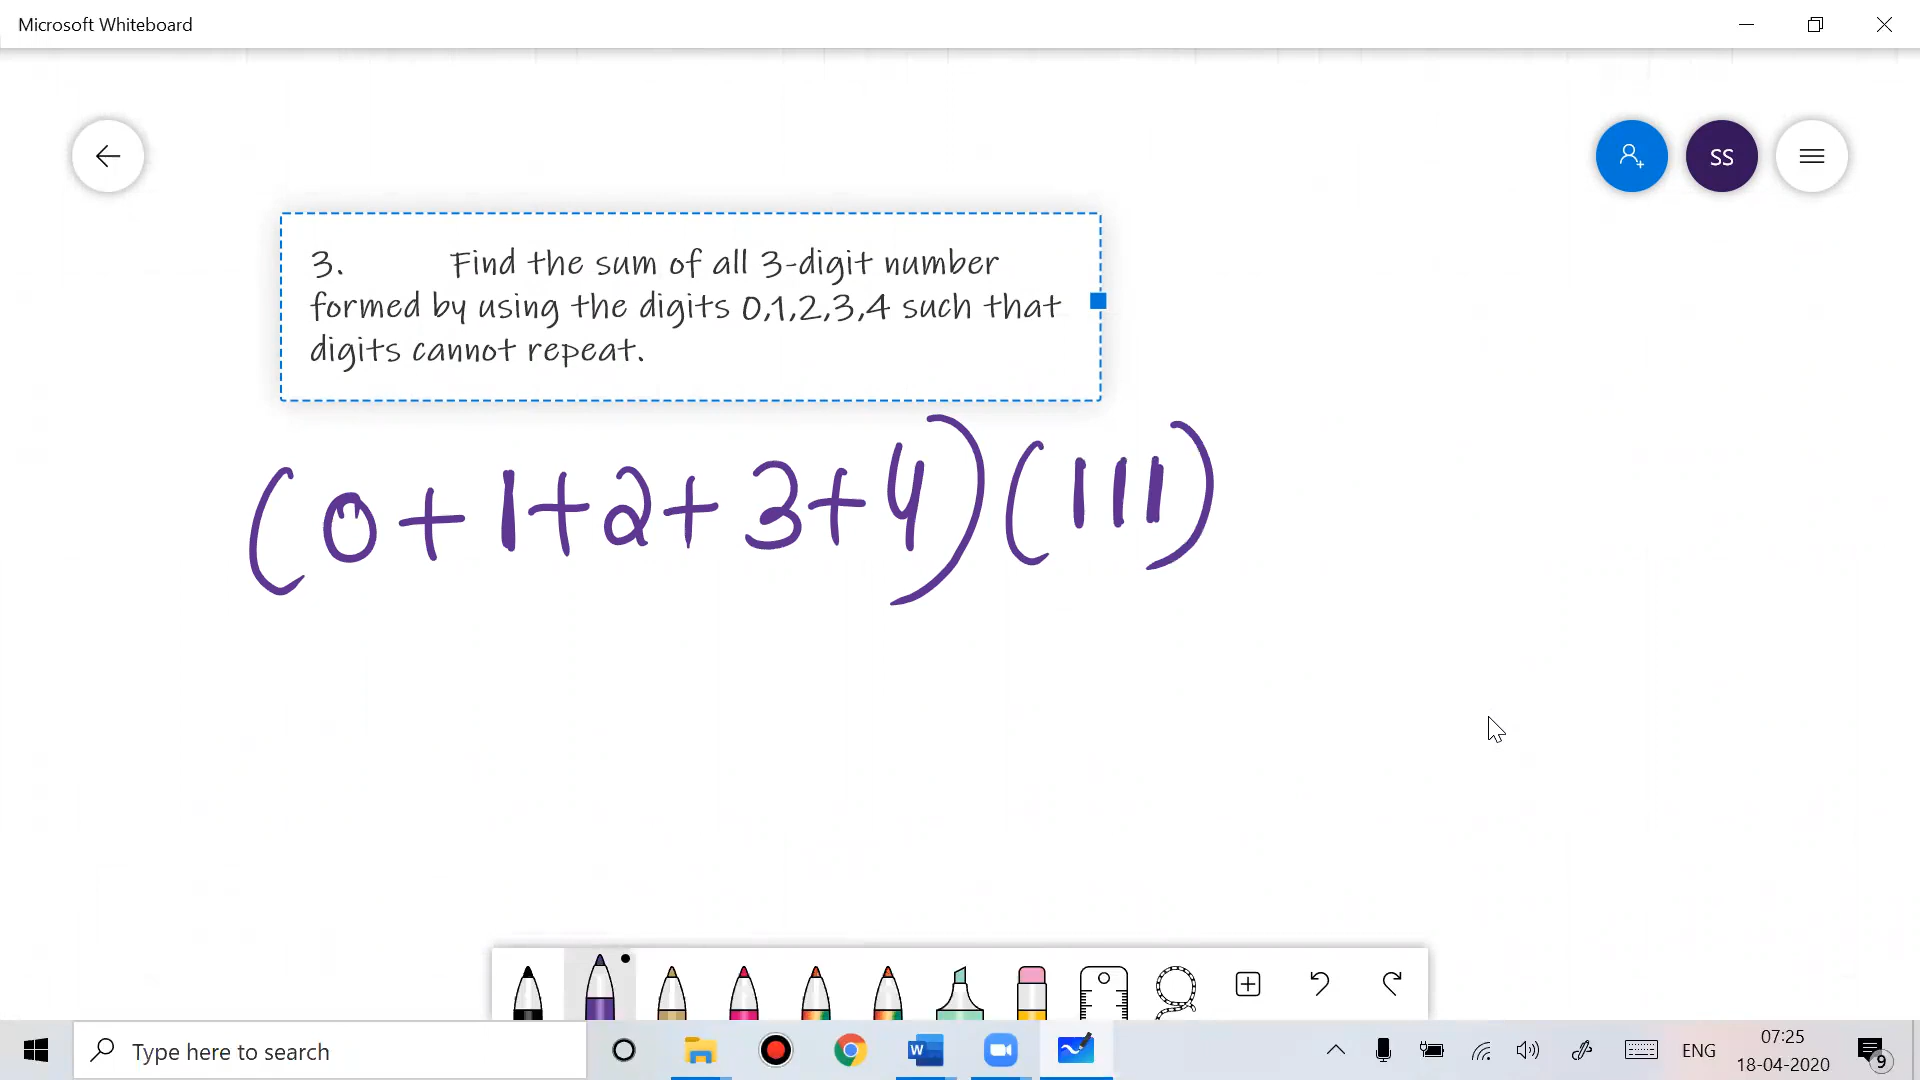 Microsoft Whiteboard
SS
3. Find the sum of all 3-digit number
formed by using the digits 0,1,2,3,4 such that
digits cannot repeat.
(0+1+2+3+4)(111)
Type here to search
W
ENG
07:25
18-04-2020
9